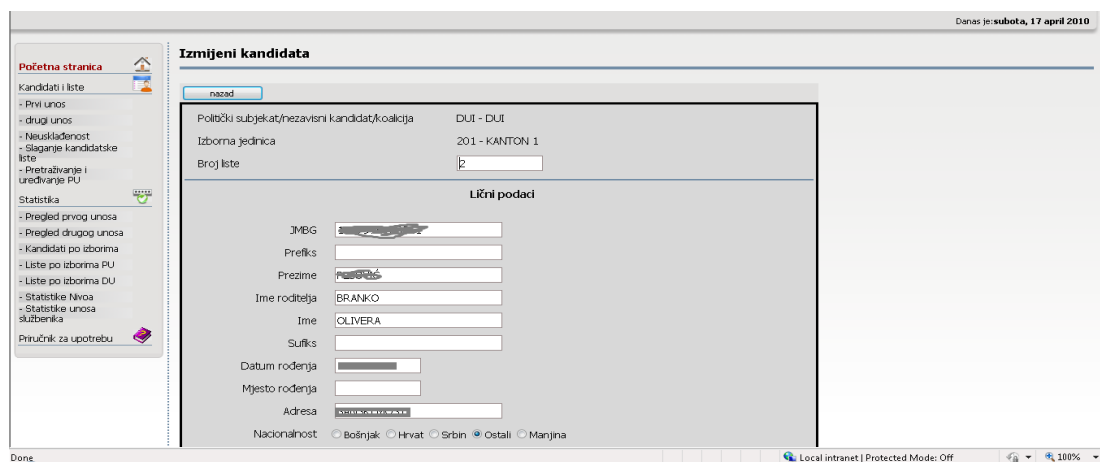 Danas je:subota, 17 april 2010
Početna stranica
Kandidati i liste
- Prvi unos
- drugi unos
- Neusklađenost
- Slaganje kandidatske
liste
- Pretraživanje i
uređivanje PU
Statistika
- Pregled prvog unosa
- Pregled drugog unosa
- Kandidati po izborima
- Liste po izborima PU
- Liste po izborima DU
- Statistike Nivoa
- Statistike unosa
službenika
Priručnik za upotrebu
Izmijeni kandidata
nazad
Politički subjekat/nezavisni kandidat/koalicija DUI - DUI
Izborna jedinica 201 - KANTON 1
Broj liste 2
Lični podaci
JMBG
Prefiks
Prezime
Ime roditelja BRANKO
Ime OLIVERA
Sufiks
Datum rođenja
Mjesto rođenja
Adresa
Nacionalnost Bošnjak Hrvat Srbin Ostali Manjina
Done
Local intranet | Protected Mode: Off
100%